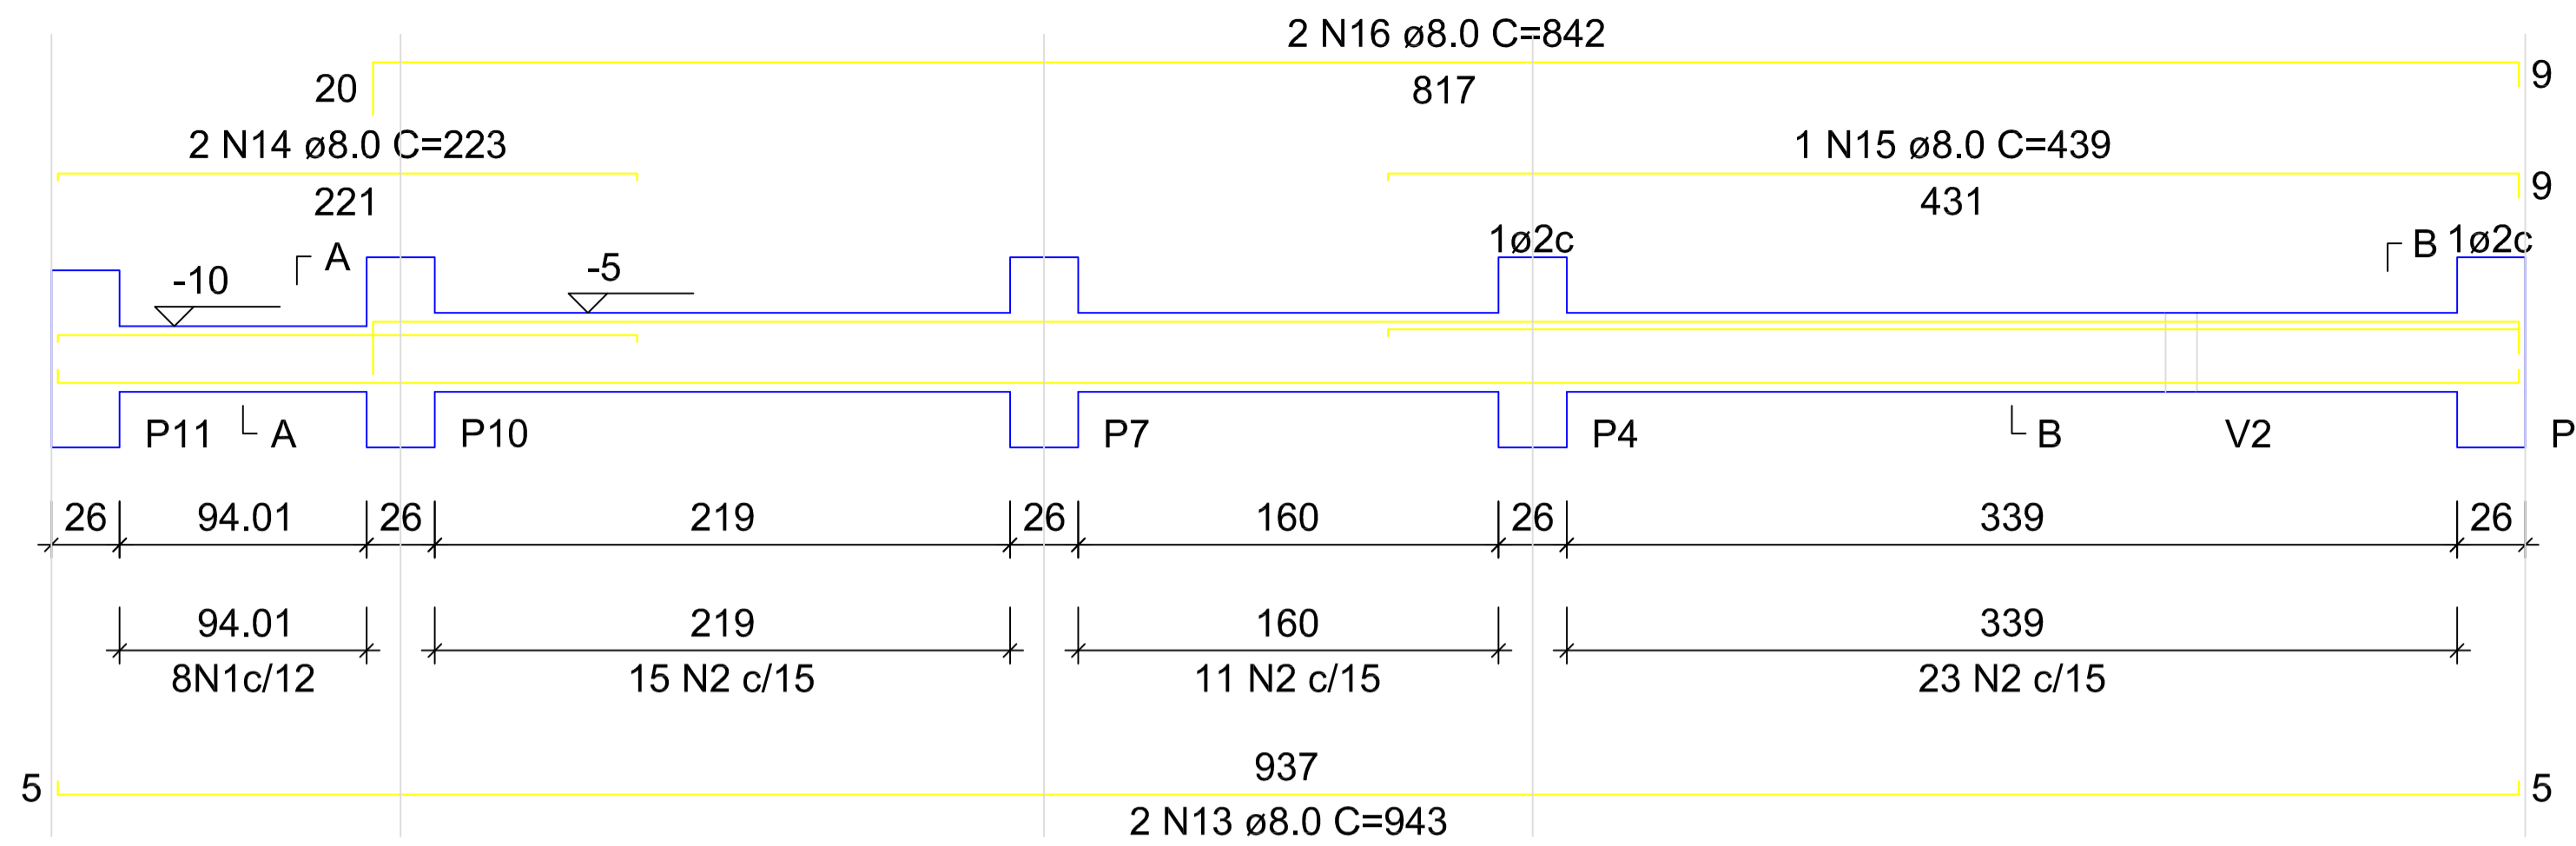 2 N16 ø8.0 C=842
20
817
9
2 N14 ø8.0 C=223
221
1 N15 ø8.0 C=439
431
9
A
-10
-5
1ø2c
B
1ø2c
P11
A
P10
P7
P4
B
V2
P
26
94.01
26
219
26
160
26
339
26
94.01
219
160
339
8N1c/12
15 N2 c/15
11 N2 c/15
23 N2 c/15
937
5
5
2 N13 ø8.0 C=943